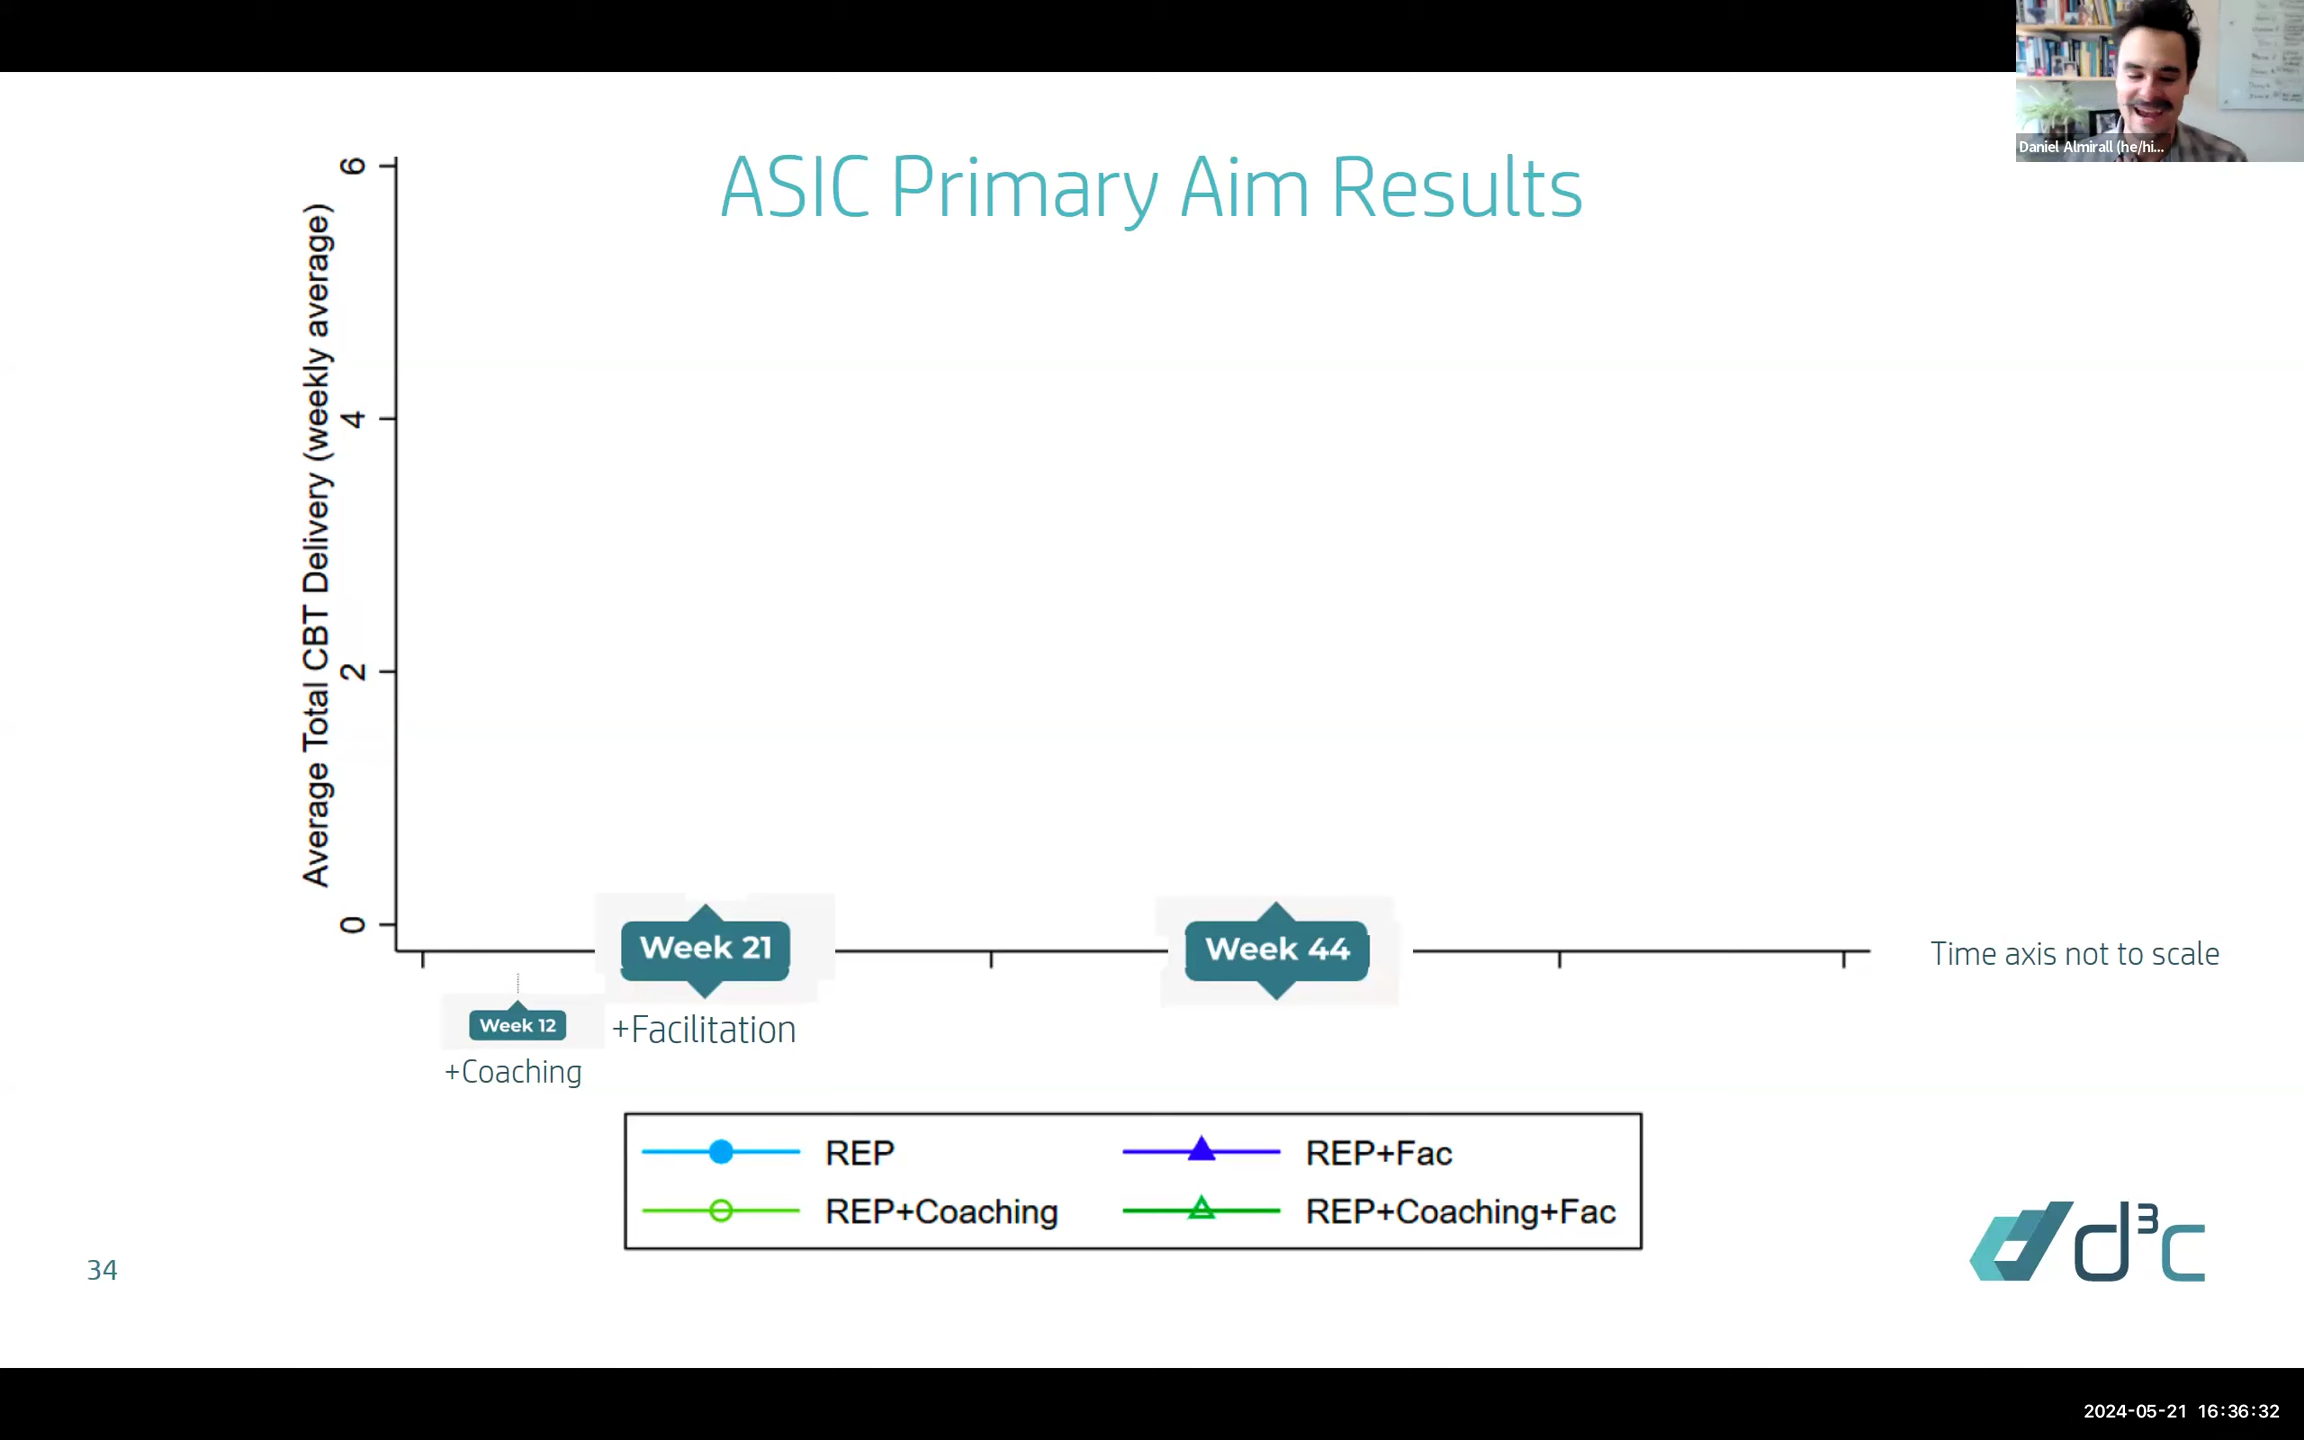 Daniel Almirall (he/hi...
ASIC Primary Aim Results
Average Total CBT Delivery (weekly average)
6
4
2
0
Week 21
Week 44
Time axis not to scale
Week 12
+Facilitation
+Coaching
REP
REP+Fac
REP+Coaching
REP+Coaching+Fac
34
d³c
2024-05-21 16:36:32